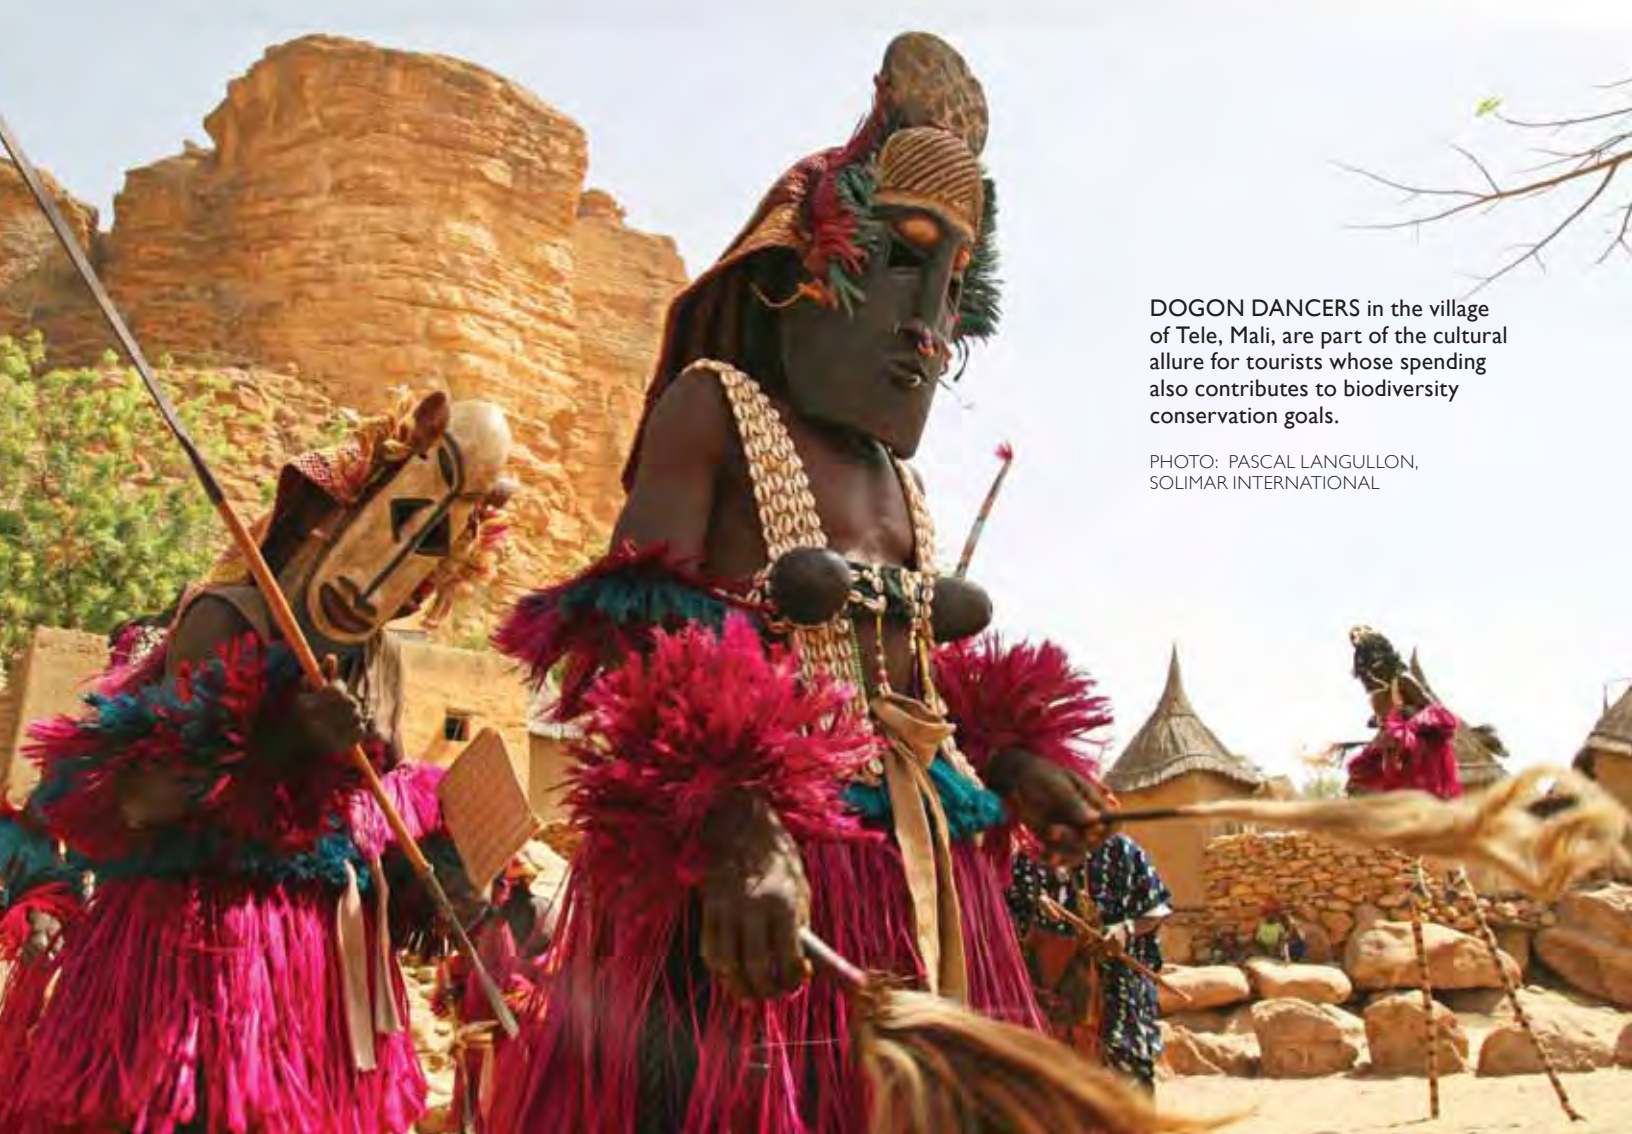 DOGON DANCERS in the village
of Tele, Mali, are part of the cultural
allure for tourists whose spending
also contributes to biodiversity
conservation goals.
PHOTO:  PASCAL LANGULLON,
SOLIMAR INTERNATIONAL